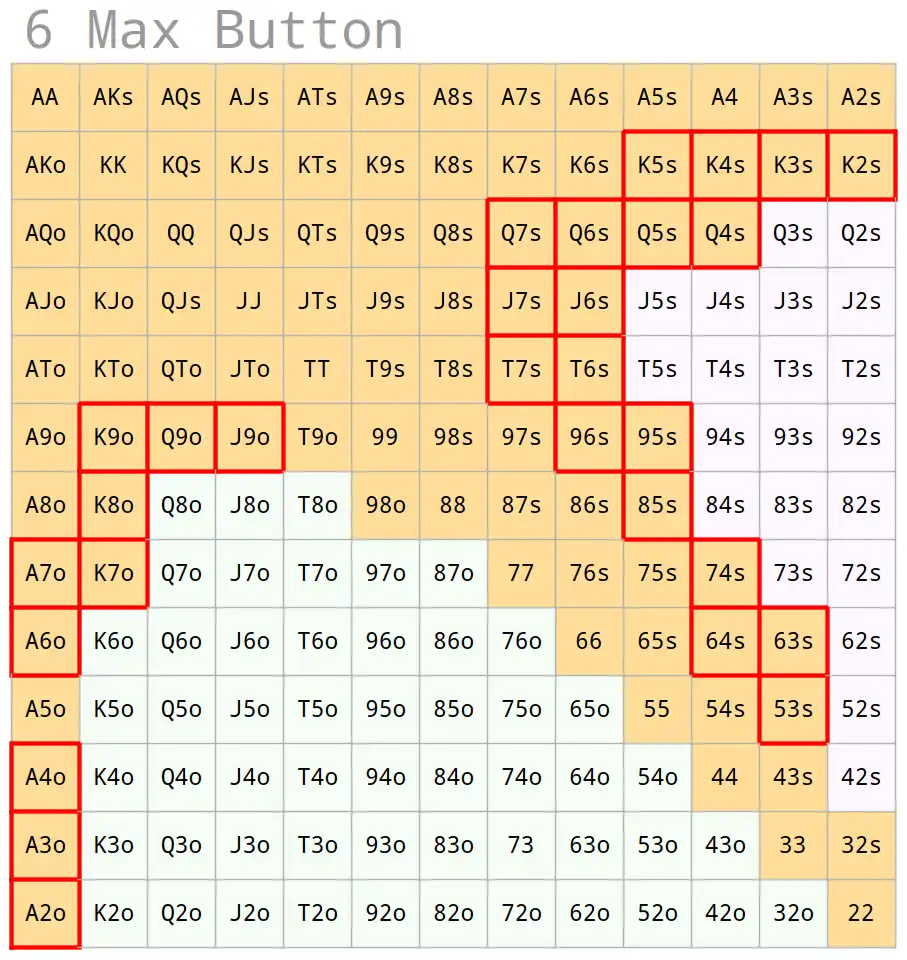 6 Max Button
AA AKs AQs AJs ATs A9s A8s A7s A6s A5s A4 A3s A2s
AKo KK KQs KJs KTs K9s K8s K7s K6s K5s K4s K3s K2s
AQo KQo QQ QJs QTs Q9s Q8s Q7s Q6s Q5s Q4s Q3s Q2s
AJo KJo QJs JJ JTs J9s J8s J7s J6s J5s J4s J3s J2s
ATo KTo QTo JTo TT T9s T8s T7s T6s T5s T4s T3s T2s
A9o K9o Q9o J9o T9o 99 98s 97s 96s 95s 94s 93s 92s
A8o K8o Q8o J8o T8o 98o 88 87s 86s 85s 84s 83s 82s
A7o K7o Q7o J7o T7o 97o 87o 77 76s 75s 74s 73s 72s
A6o K6o Q6o J6o T6o 96o 86o 76o 66 65s 64s 63s 62s
A5o K5o Q5o J5o T5o 95o 85o 75o 65o 55 54s 53s 52s
A4o K4o Q4o J4o T4o 94o 84o 74o 64o 54o 44 43s 42s
A3o K3o Q3o J3o T3o 93o 83o 73 63o 53o 43o 33 32s
A2o K2o Q2o J2o T2o 92o 82o 72o 62o 52o 42o 32o 22